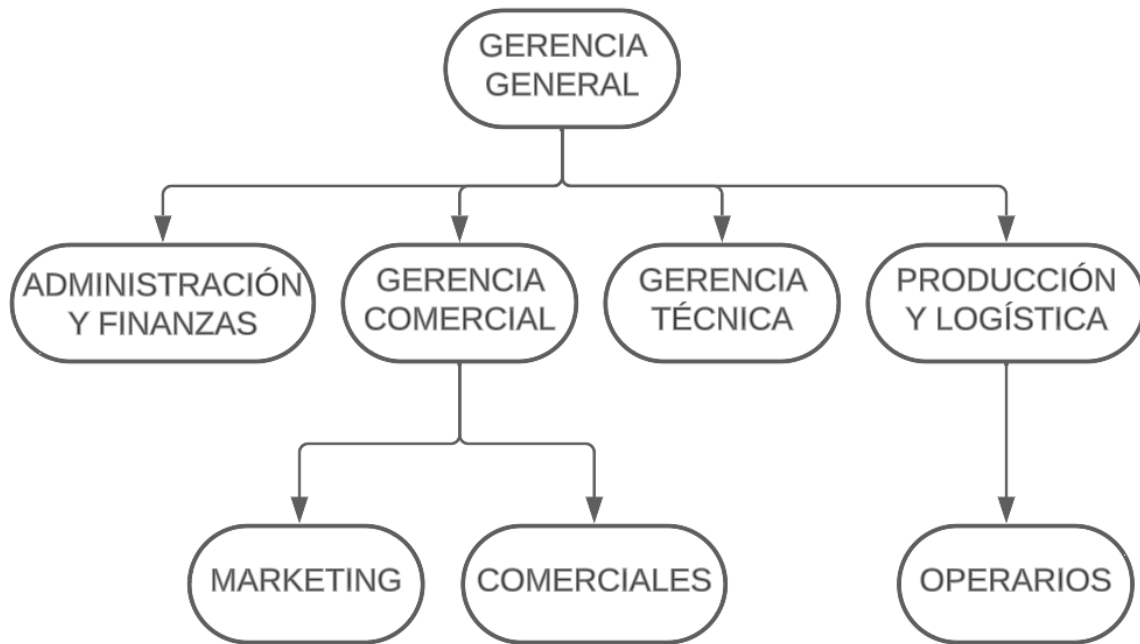 GERENCIA
GENERAL
ADMINISTRACIÓN
Y FINANZAS
GERENCIA
COMERCIAL
GERENCIA
TÉCNICA
PRODUCCIÓN
Y LOGÍSTICA
MARKETING
COMERCIALES
OPERARIOS